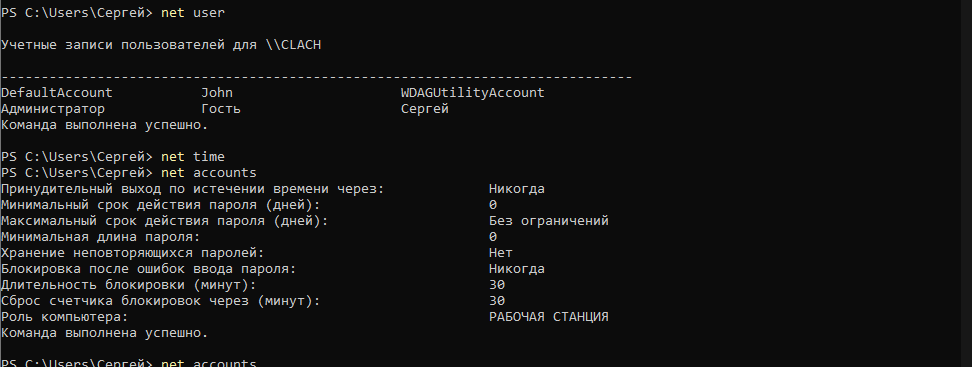 PS C:\Users\Сергей> net user
Учетные записи пользователей для \\CLACH
-------------------------------------------------------------------------------
DefaultAccount John WDAGUtilityAccount
Администратор Гость Сергей
Команда выполнена успешно.
PS C:\Users\Сергей> net time
PS C:\Users\Сергей> net accounts
Принудительный выход по истечении времени через: Никогда
Минимальный срок действия пароля (дней): 0
Максимальный срок действия пароля (дней): Без ограничений
Минимальная длина пароля: 0
Хранение неповторяющихся паролей: Нет
Блокировка после ошибок ввода пароля: Никогда
Длительность блокировки (минут): 30
Сброс счетчика блокировок через (минут): 30
Роль компьютера: РАБОЧАЯ СТАНЦИЯ
Команда выполнена успешно.
PS C:\Users\Сергей> net accounts